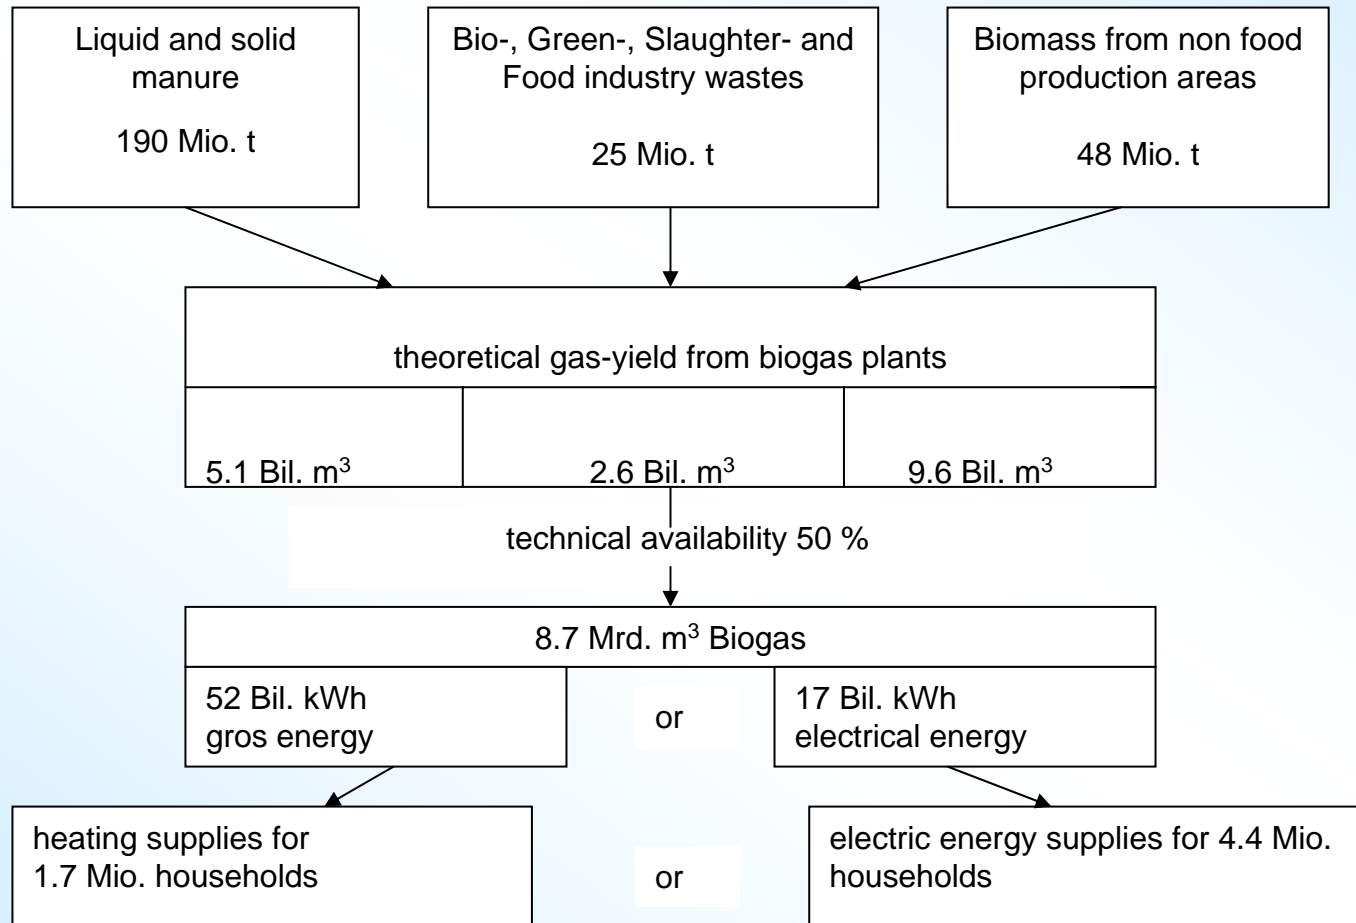 Liquid and solid
manure
190 Mio. t
Bio-, Green-, Slaughter- and
Food industry wastes
25 Mio. t
Biomass from non food
production areas
48 Mio. t
theoretical gas-yield from biogas plants
5.1 Bil. m³
2.6 Bil. m³
9.6 Bil. m³
technical availability 50 %
8.7 Mrd. m³ Biogas
52 Bil. kWh
gros energy
or
17 Bil. kWh
electrical energy
heating supplies for
1.7 Mio. households
or
electric energy supplies for 4.4 Mio.
households